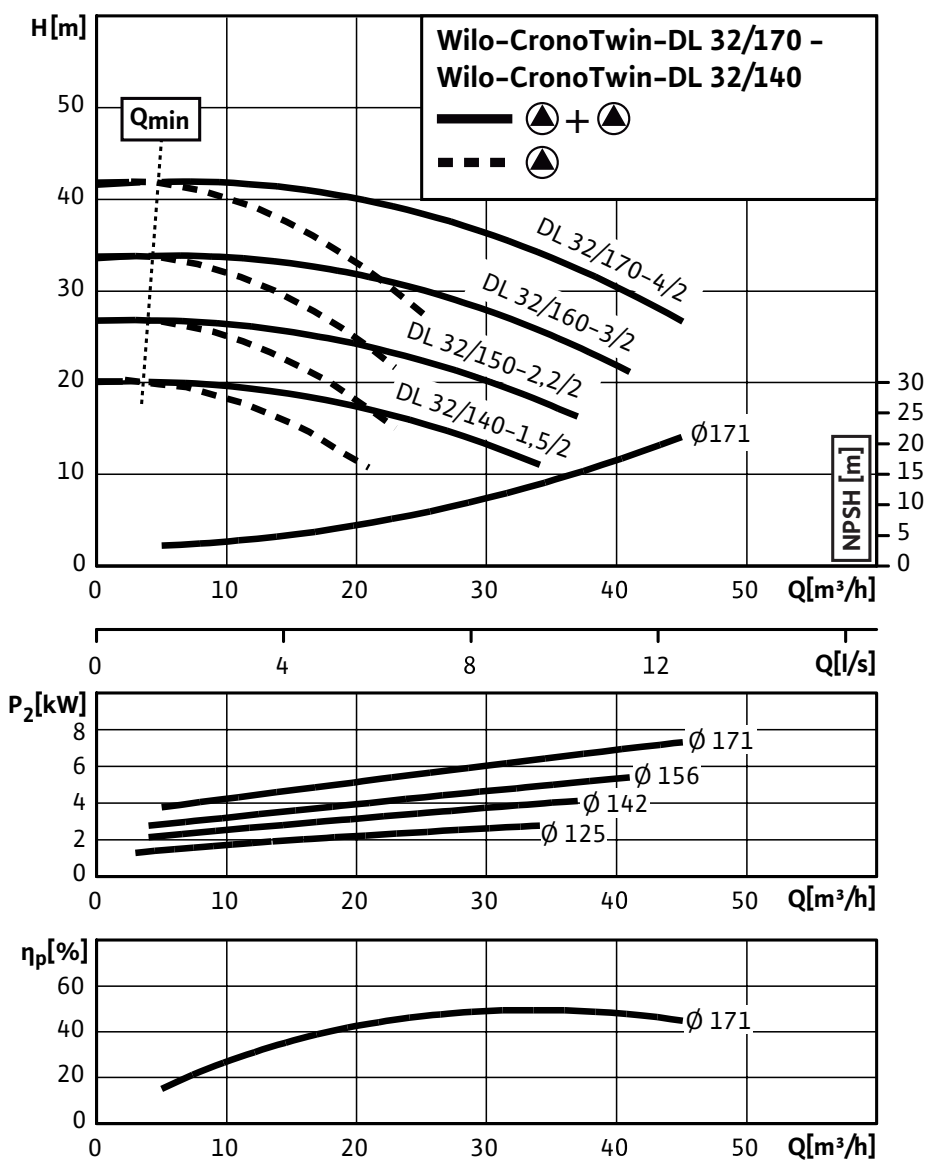 H[m]
Wilo-CronoTwin-DL 32/170 -
Wilo-CronoTwin-DL 32/140
+
50
Qmin
40
DL 32/170-4/2
30
DL 32/160-3/2
DL 32/150-2,2/2
20
30
DL 32/140-1,5/2
25
Ø171
20
10
15
NPSH [m]
10
5
0
0
0 10 20 30 40 50 Q[m³/h]
0 4 8 12 Q[l/s]
P₂[kW]
8
Ø 171
6
Ø 156
4
Ø 142
2
Ø 125
0
0 10 20 30 40 50 Q[m³/h]
ηp[%]
60
40
Ø 171
20
0
0 10 20 30 40 50 Q[m³/h]